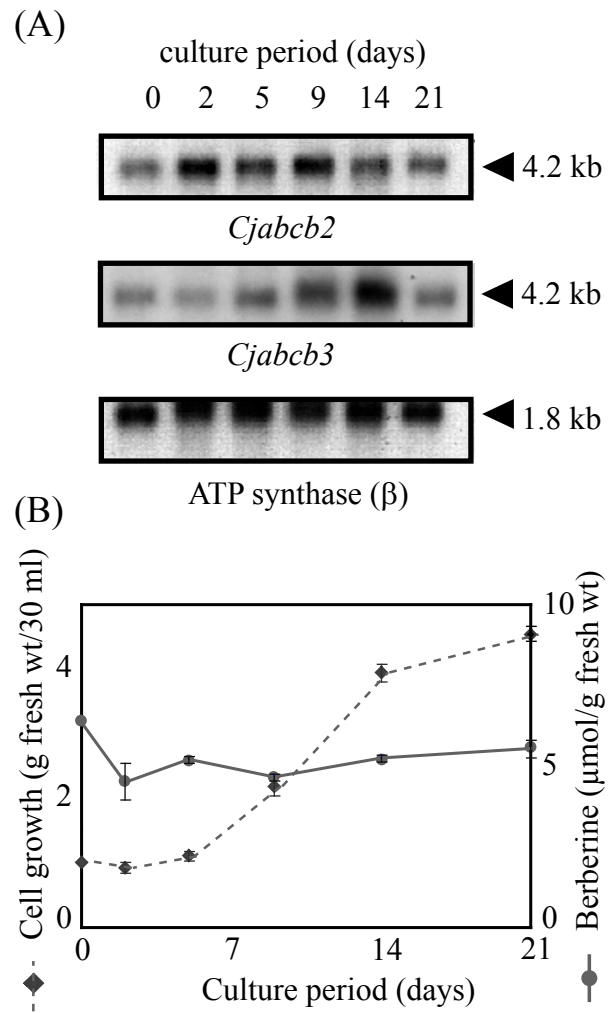 (A)
culture period (days)
0 2 5 9 14 21
4.2 kb
Cjabcb2
4.2 kb
Cjabcb3
1.8 kb
ATP synthase (β)
(B)
Cell growth (g fresh wt/30 ml)
4
2
0
10
5
0
Berberine (μmol/g fresh wt)
0 7 14 21
Culture period (days)